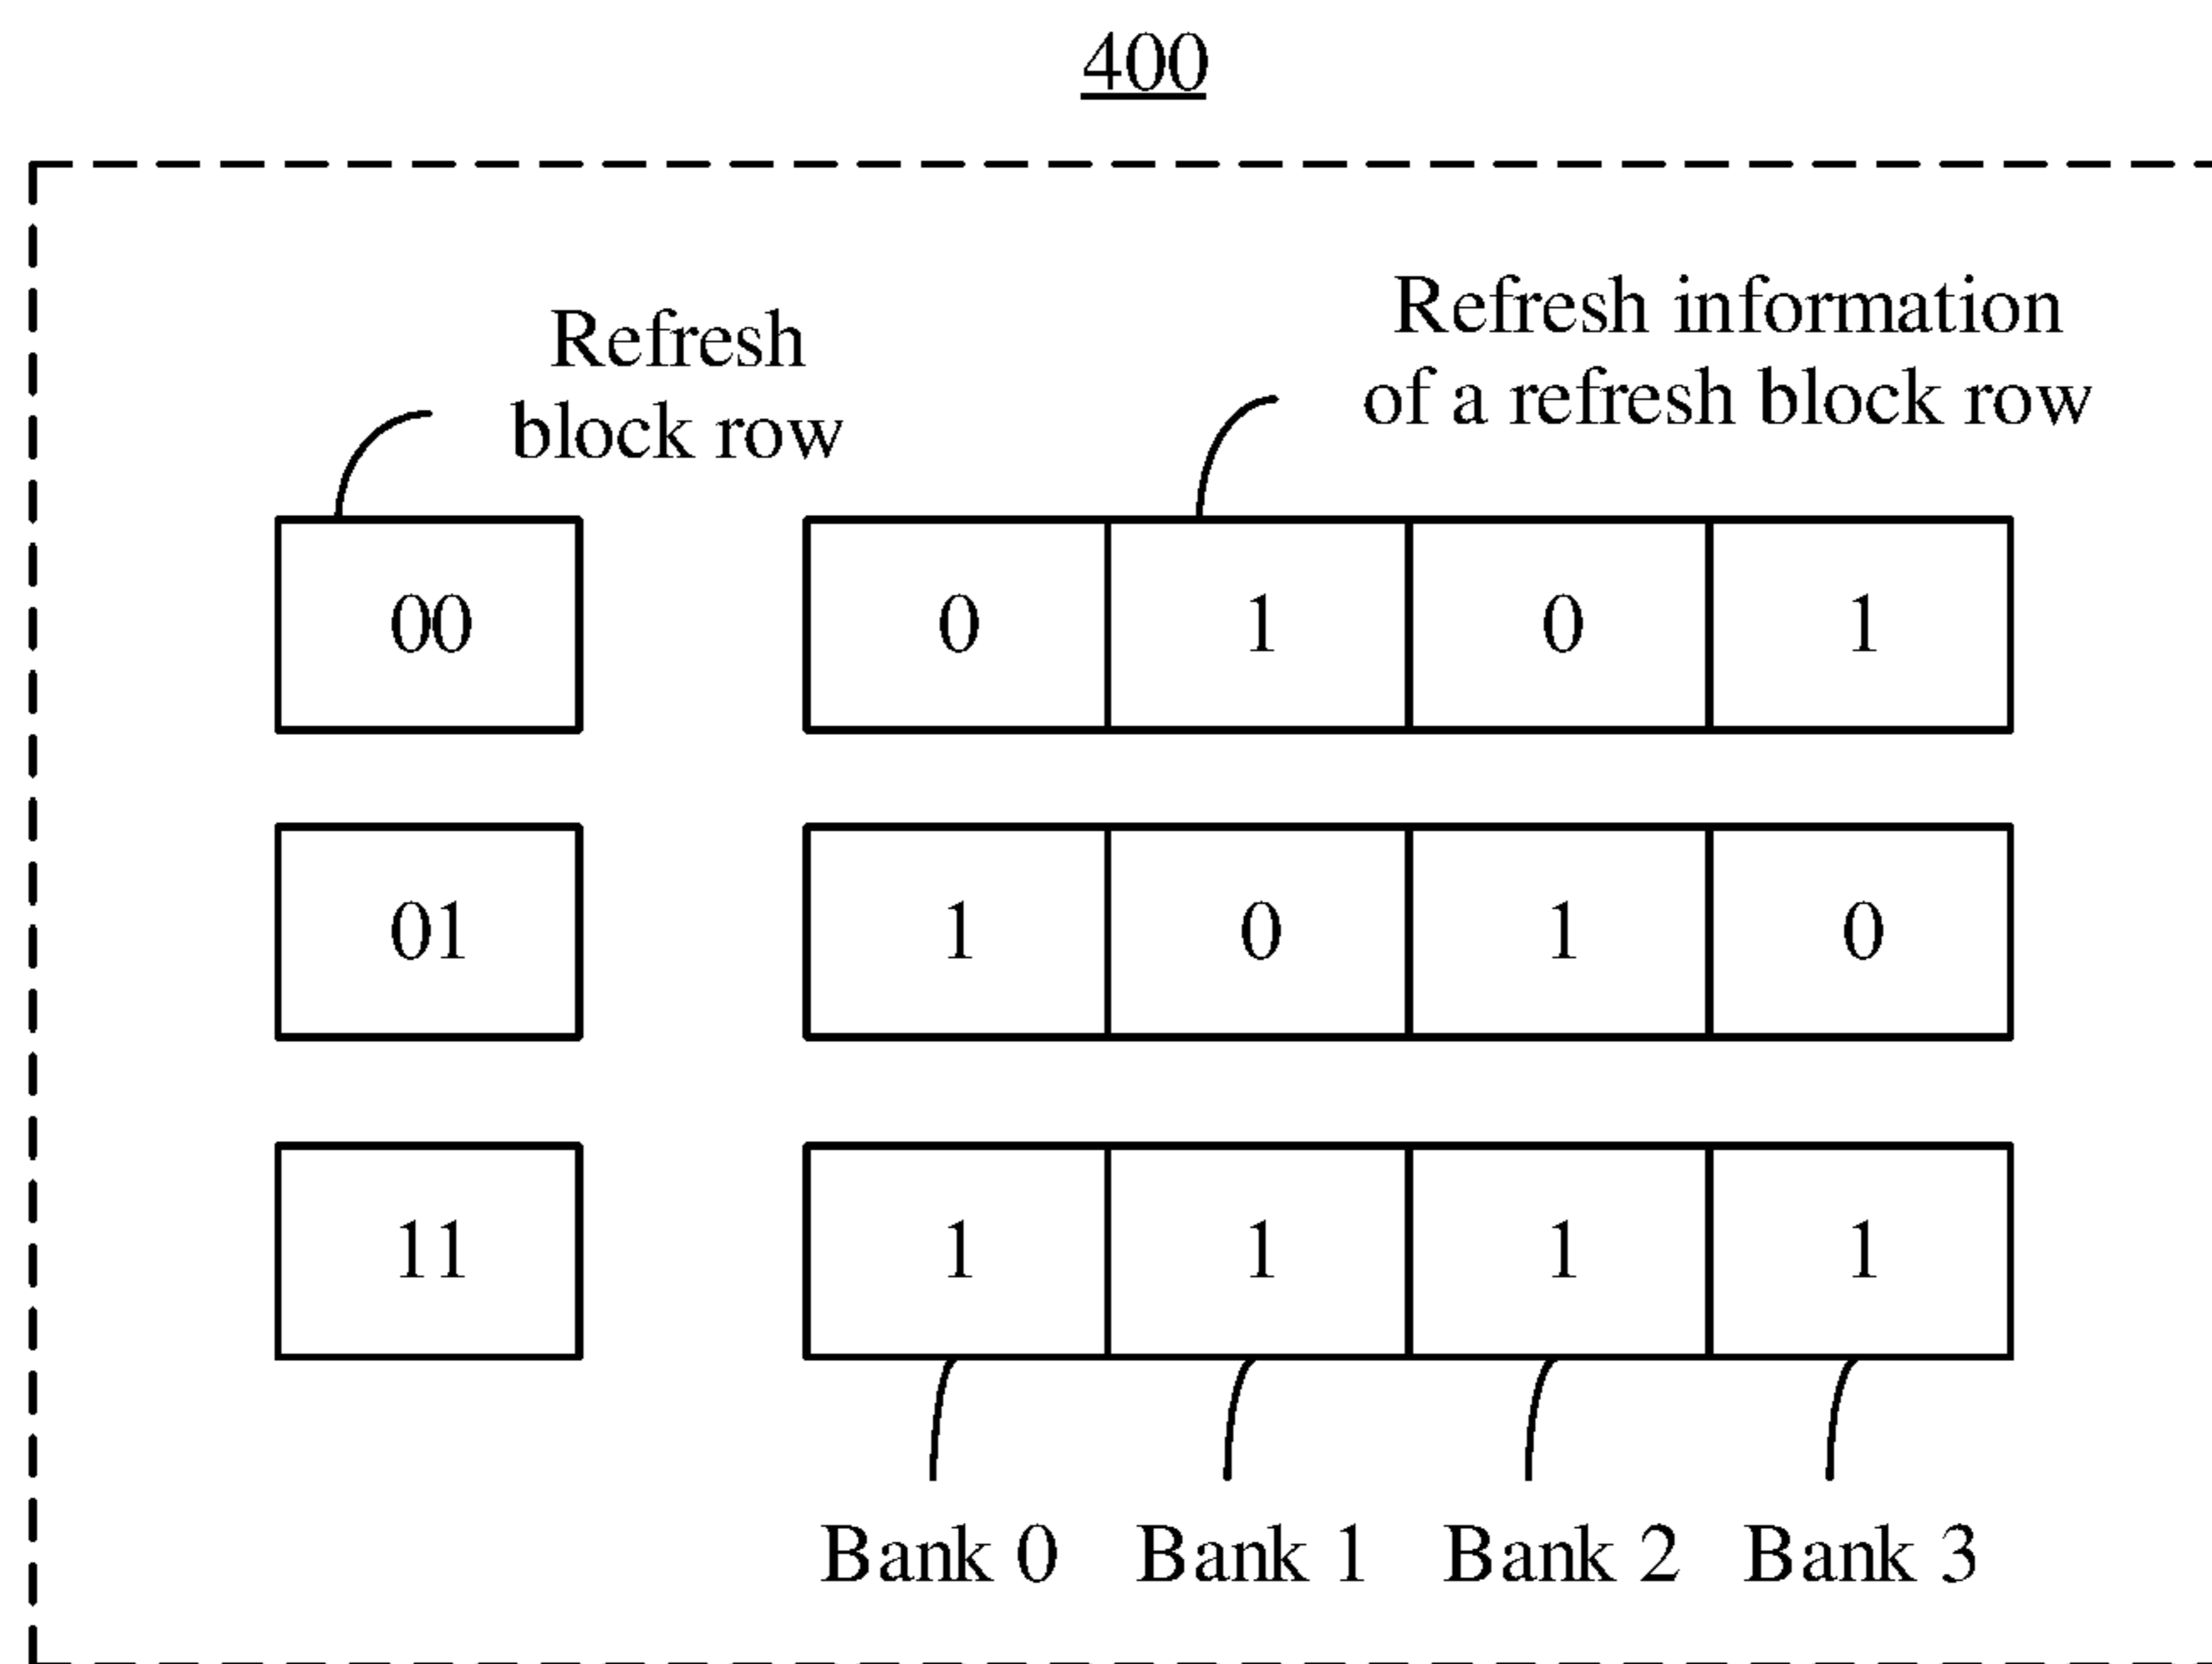 400
Refresh
block row
Refresh information
of a refresh block row
00 0 1 0 1
01 1 0 1 0
11 1 1 1 1
Bank 0 Bank 1 Bank 2 Bank 3